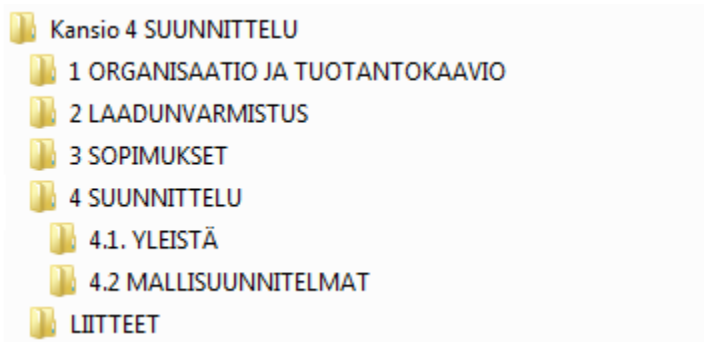 Kansio 4 SUUNNITTELU
1 ORGANISAATIO JA TUOTANTOKAAVIO
2 LAADUNVARMISTUS
3 SOPIMUKSET
4 SUUNNITTELU
4.1. YLEISTÄ
4.2 MALLISUUNNITELMAT
LIITTEET